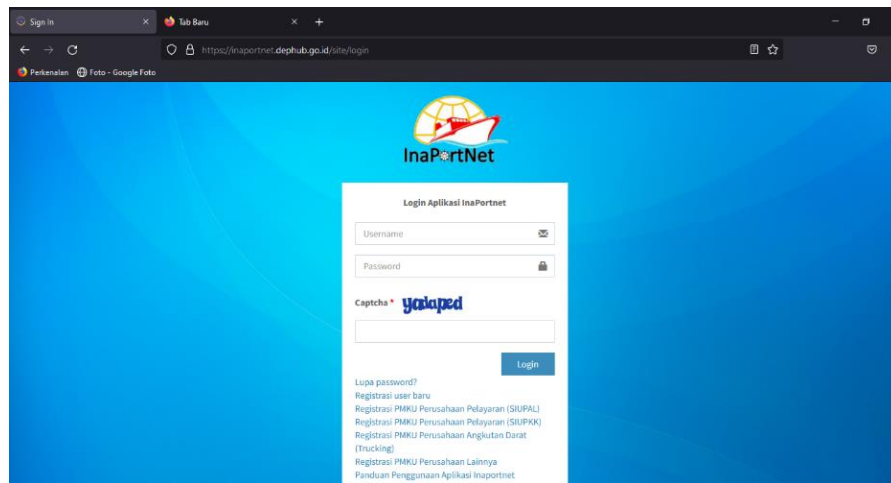 Sign In
Tab Baru
https://inaportnet.dephub.go.id/site/login
Perkenalan
Foto - Google Foto
InaPortNet
Login Aplikasi InaPortnet
Username
Password
Captcha *
Login
Lupa password?
Registrasi user baru
Registrasi PMKU Perusahaan Pelayaran (SIUPAL)
Registrasi PMKU Perusahaan Pelayaran (SIUPKK)
Registrasi PMKU Perusahaan Angkutan Darat
(Trucking)
Registrasi PMKU Perusahaan Lainnya
Panduan Penggunaan Aplikasi Inaportnet